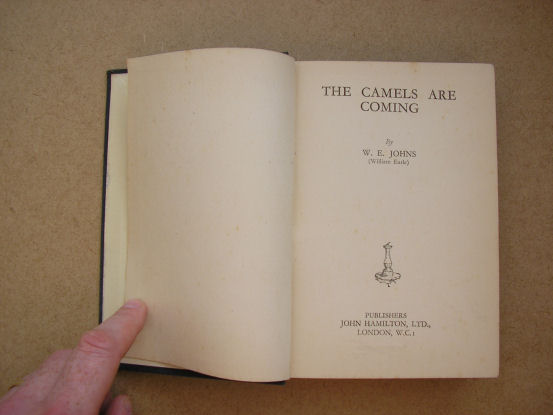 THE CAMELS ARE
COMING
By
W. E. JOHNS
(William Earle)
PUBLISHERS
JOHN HAMILTON, LTD.,
LONDON, W.C.1